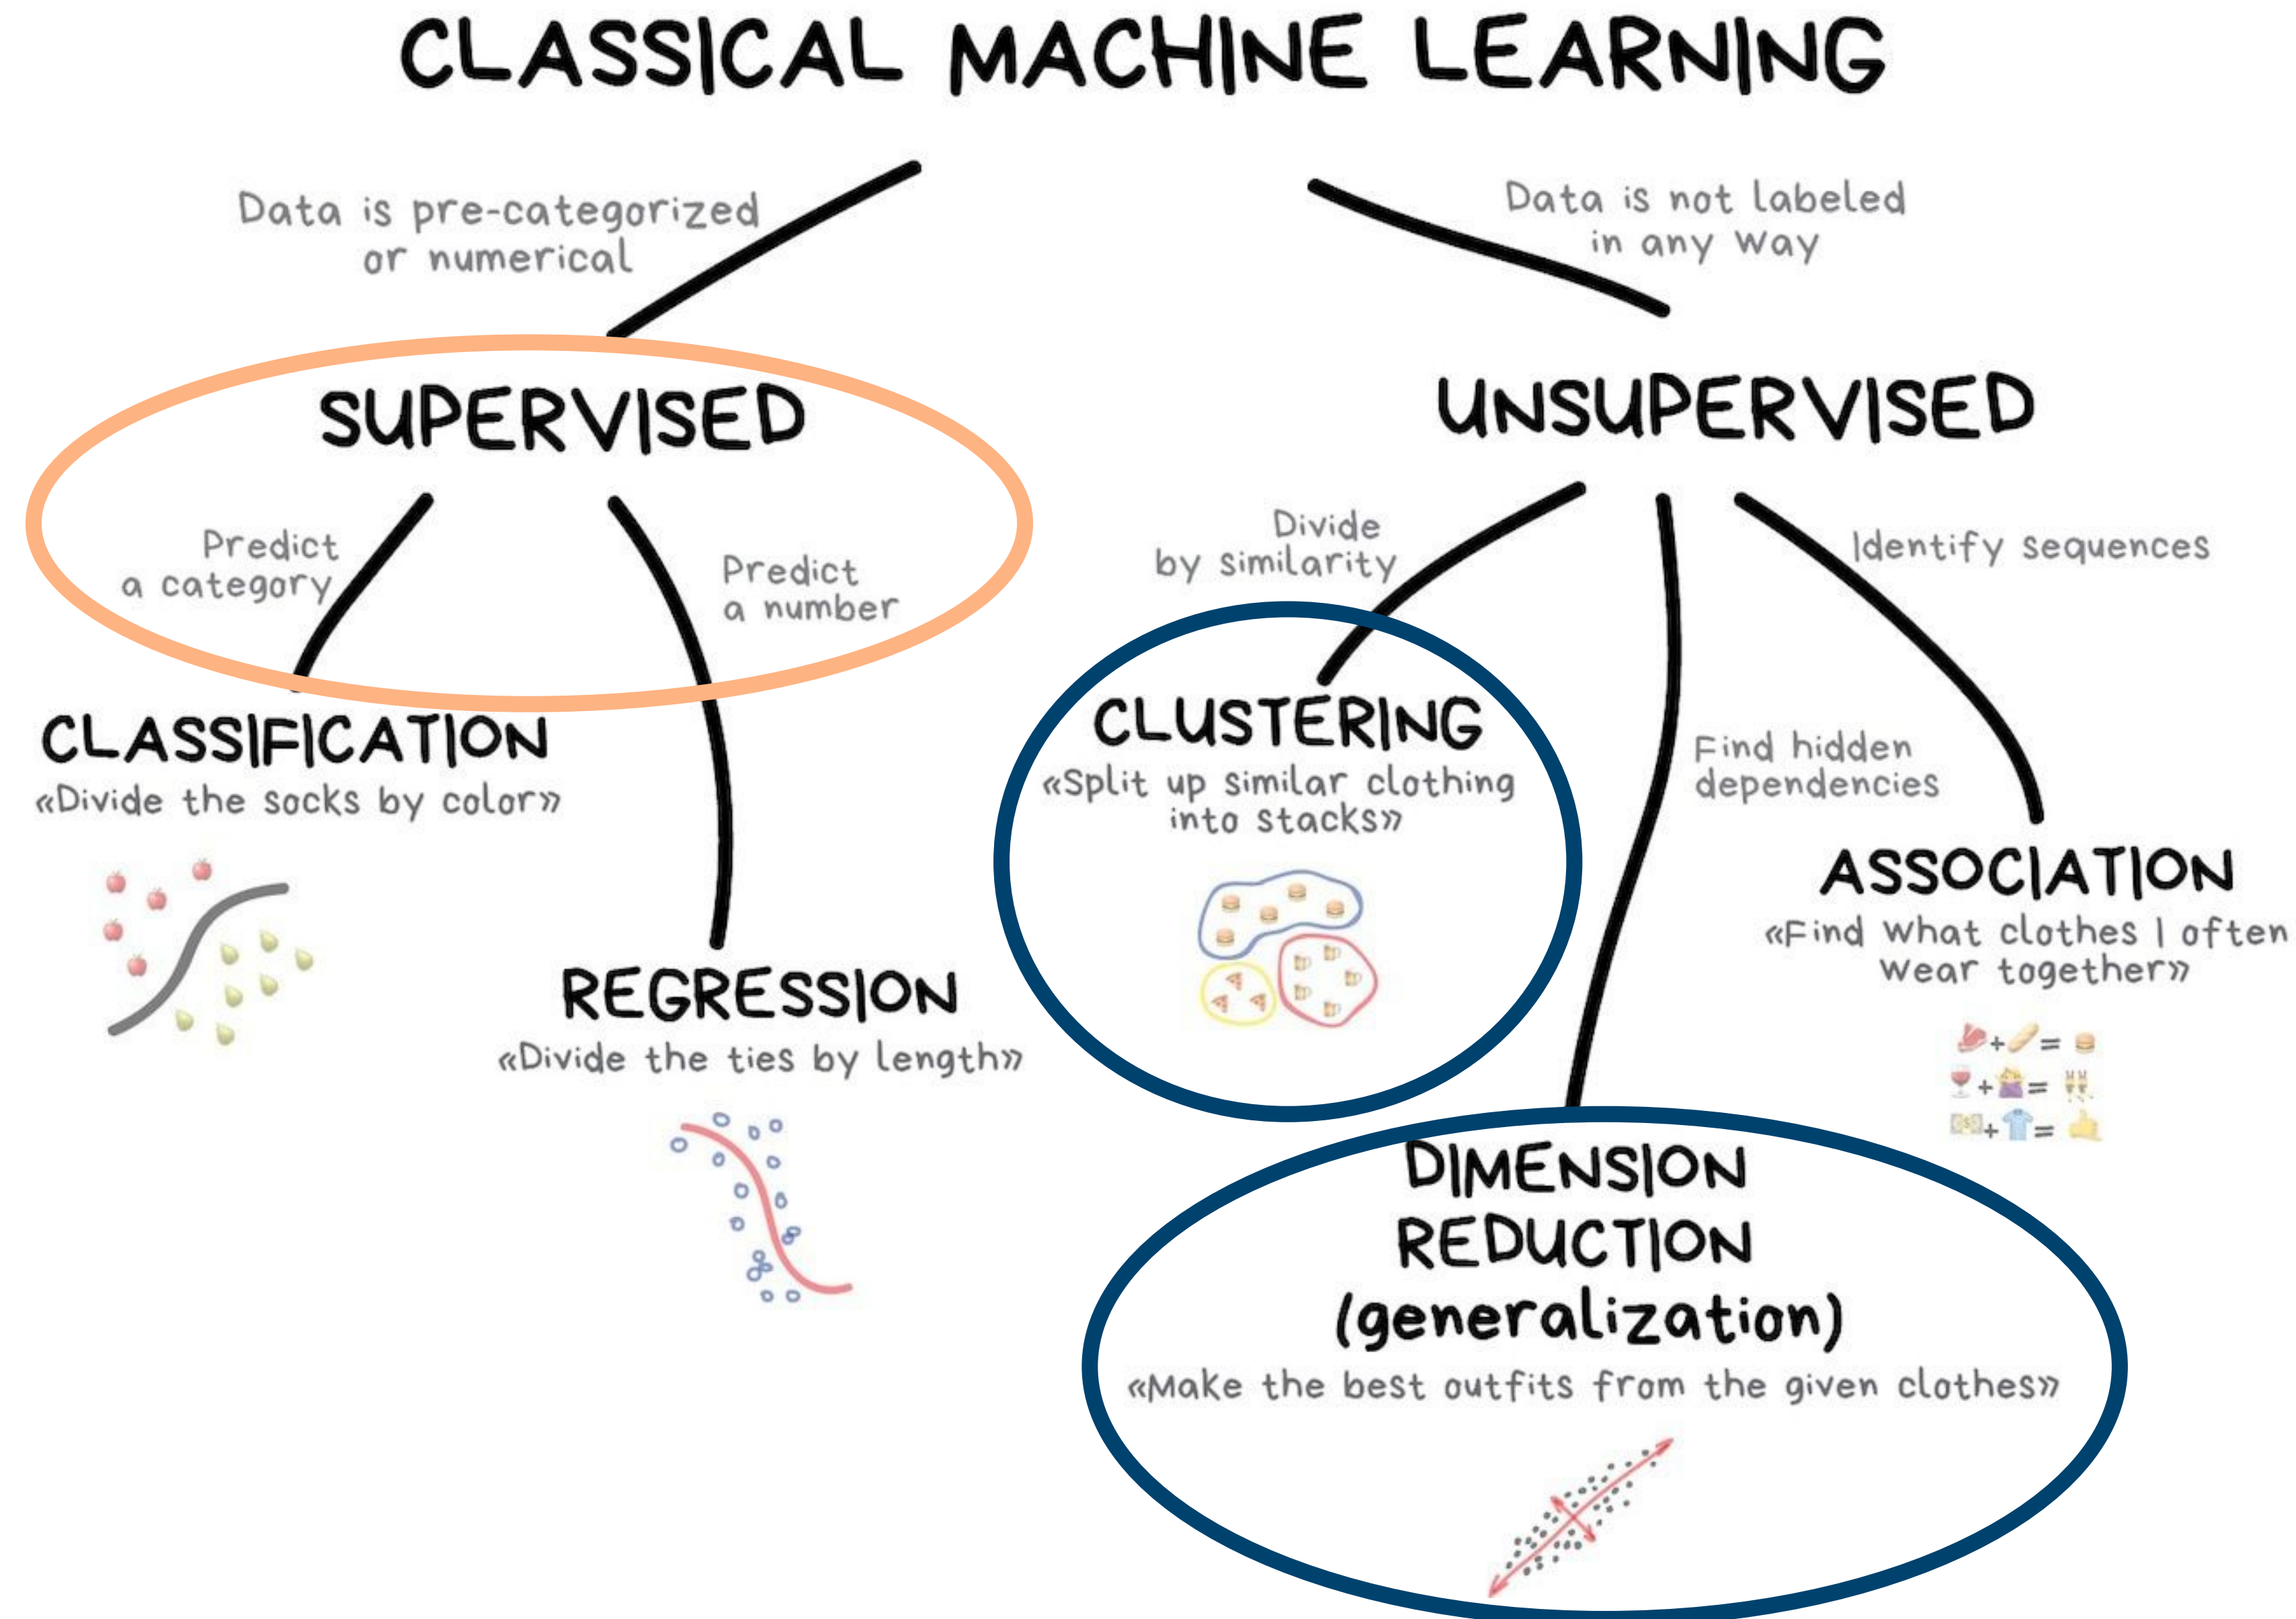 CLASSICAL MACHINE LEARNING
Data is pre-categorized
or numerical
Data is not labeled
in any way
SUPERVISED
UNSUPERVISED
Predict
a category
Predict
a number
Divide
by similarity
Identify sequences
Find hidden
dependencies
CLASSIFICATION
«Divide the socks by color»
REGRESSION
«Divide the ties by length»
CLUSTERING
«Split up similar clothing
into stacks»
ASSOCIATION
«Find what clothes I often
wear together»
+ =
+ =
+ =
DIMENSION
REDUCTION
(generalization)
«Make the best outfits from the given clothes»